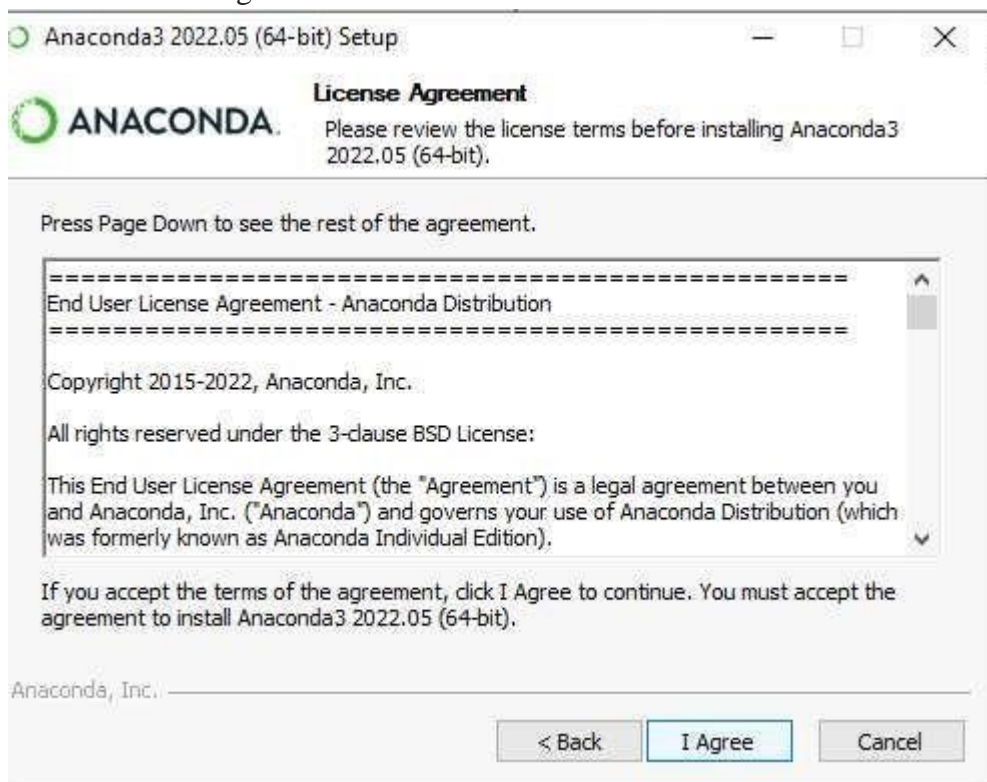 Anaconda3 2022.05 (64-bit) Setup
ANACONDA.
License Agreement
Please review the license terms before installing Anaconda3
2022.05 (64-bit).
Press Page Down to see the rest of the agreement.
==================================================
End User License Agreement - Anaconda Distribution
==================================================
Copyright 2015-2022, Anaconda, Inc.
All rights reserved under the 3-clause BSD License:
This End User License Agreement (the "Agreement") is a legal agreement between you
and Anaconda, Inc. ("Anaconda") and governs your use of Anaconda Distribution (which
was formerly known as Anaconda Individual Edition).
If you accept the terms of the agreement, click I Agree to continue. You must accept the
agreement to install Anaconda3 2022.05 (64-bit).
Anaconda, Inc.
< Back
I Agree
Cancel